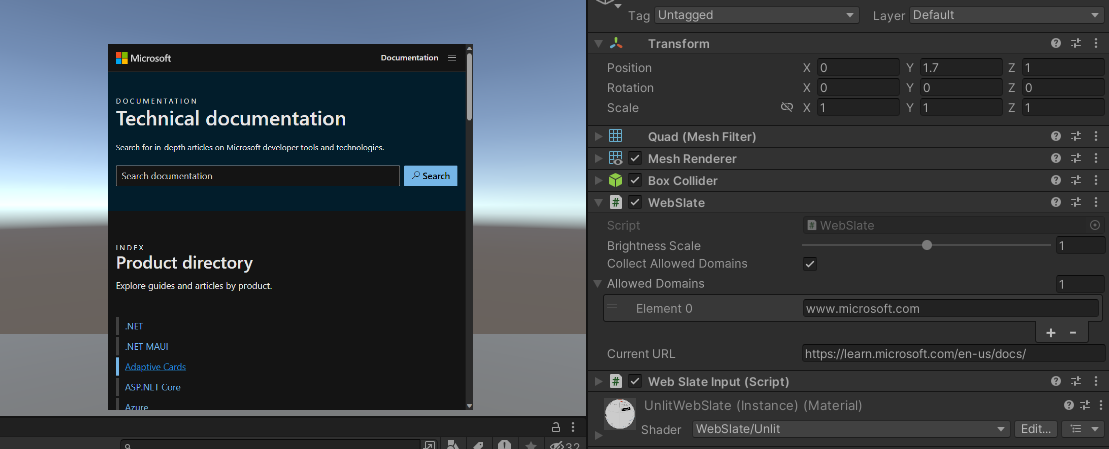 Tag Untagged Layer Default
Transform
Position X 0 Y 1.7 Z 1
Rotation X 0 Y 0 Z 0
Scale X 1 Y 1 Z 1
Quad (Mesh Filter)
Mesh Renderer
Box Collider
WebSlate
Script WebSlate
Brightness Scale 1
Collect Allowed Domains
Allowed Domains 1
Element 0 www.microsoft.com
+ -
Current URL https://learn.microsoft.com/en-us/docs/
Web Slate Input (Script)
UnlitWebSlate (Instance) (Material)
Shader WebSlate/Unlit Edit...
Microsoft Documentation
DOCUMENTATION
Technical documentation
Search for in-depth articles on Microsoft developer tools and technologies.
Search documentation Search
INDEX
Product directory
Explore guides and articles by product.
.NET
.NET MAUI
Adaptive Cards
ASP.NET Core
Azure
32